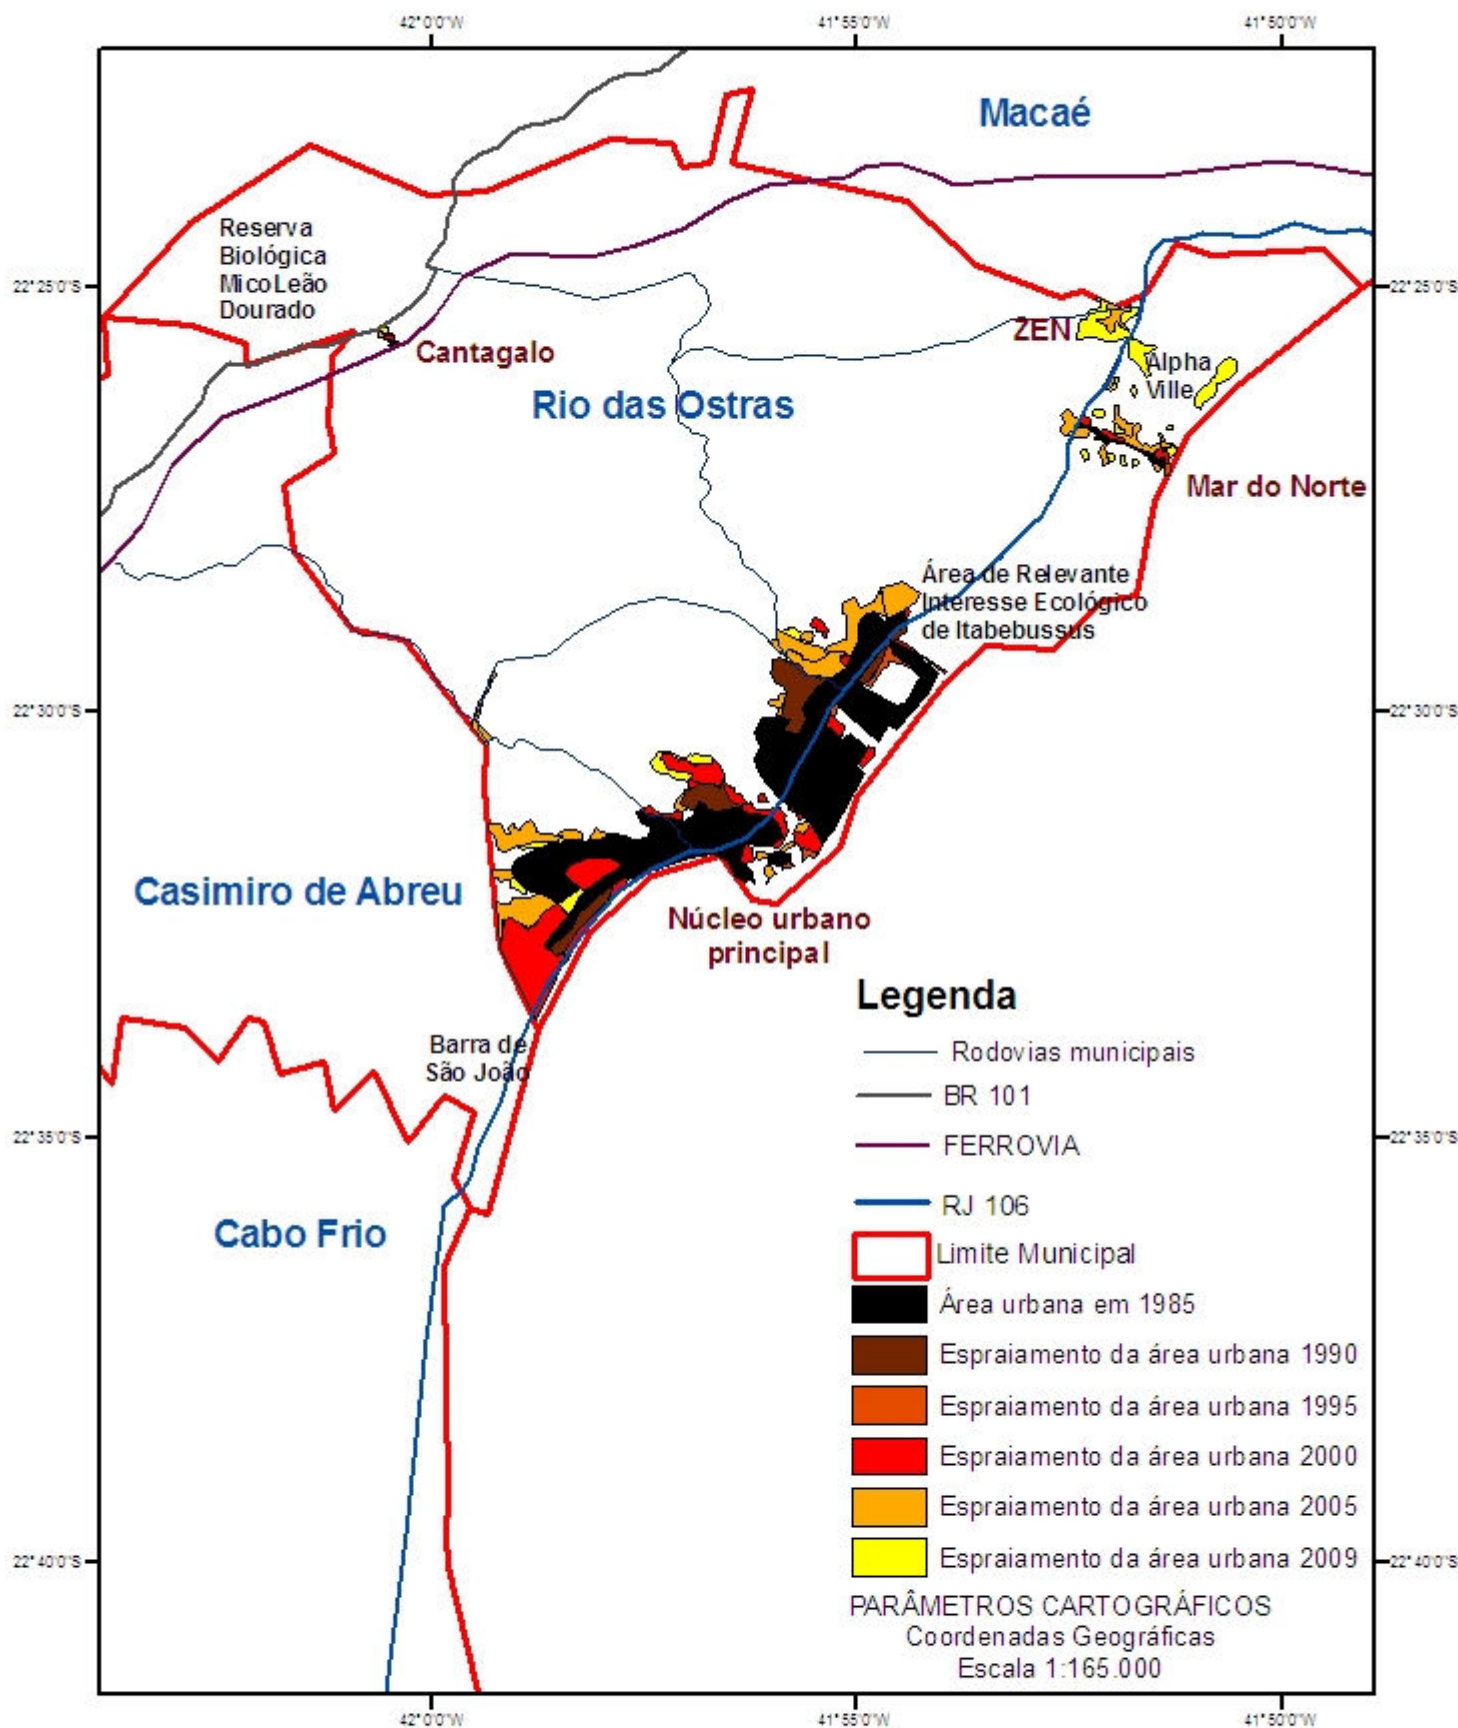 42°0'0"W
41°55'0"W
41°50'0"W
Macaé
Reserva
Biológica
MicoLeão
Dourado
22°25'0"S
22°25'0"S
ZEN
Cantagalo
Alpha
Ville
Rio das Ostras
Mar do Norte
Área de Relevante
Interesse Ecológico
de Itabebussus
22°30'0"S
22°30'0"S
Casimiro de Abreu
Núcleo urbano
principal
Barra de
São João
22°35'0"S
22°35'0"S
Cabo Frio
Legenda
Rodovias municipais
BR 101
FERROVIA
RJ 106
Limite Municipal
Área urbana em 1985
Espraiamento da área urbana 1990
Espraiamento da área urbana 1995
Espraiamento da área urbana 2000
Espraiamento da área urbana 2005
Espraiamento da área urbana 2009
22°40'0"S
22°40'0"S
PARÂMETROS CARTOGRÁFICOS
Coordenadas Geográficas
Escala 1:165.000
42°0'0"W
41°55'0"W
41°50'0"W